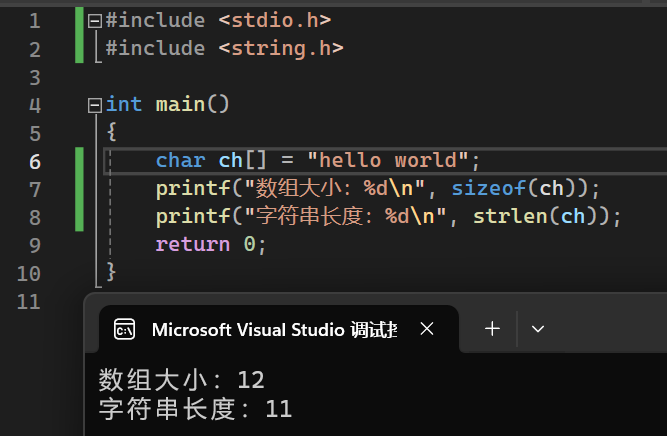 1 #include <stdio.h>
2 #include <string.h>
3
4 int main()
5 {
6 char ch[] = "hello world";
7 printf("数组大小：%d\n", sizeof(ch));
8 printf("字符串长度：%d\n", strlen(ch));
9 return 0;
10 }
11
Microsoft Visual Studio 调试
数组大小：12
字符串长度：11